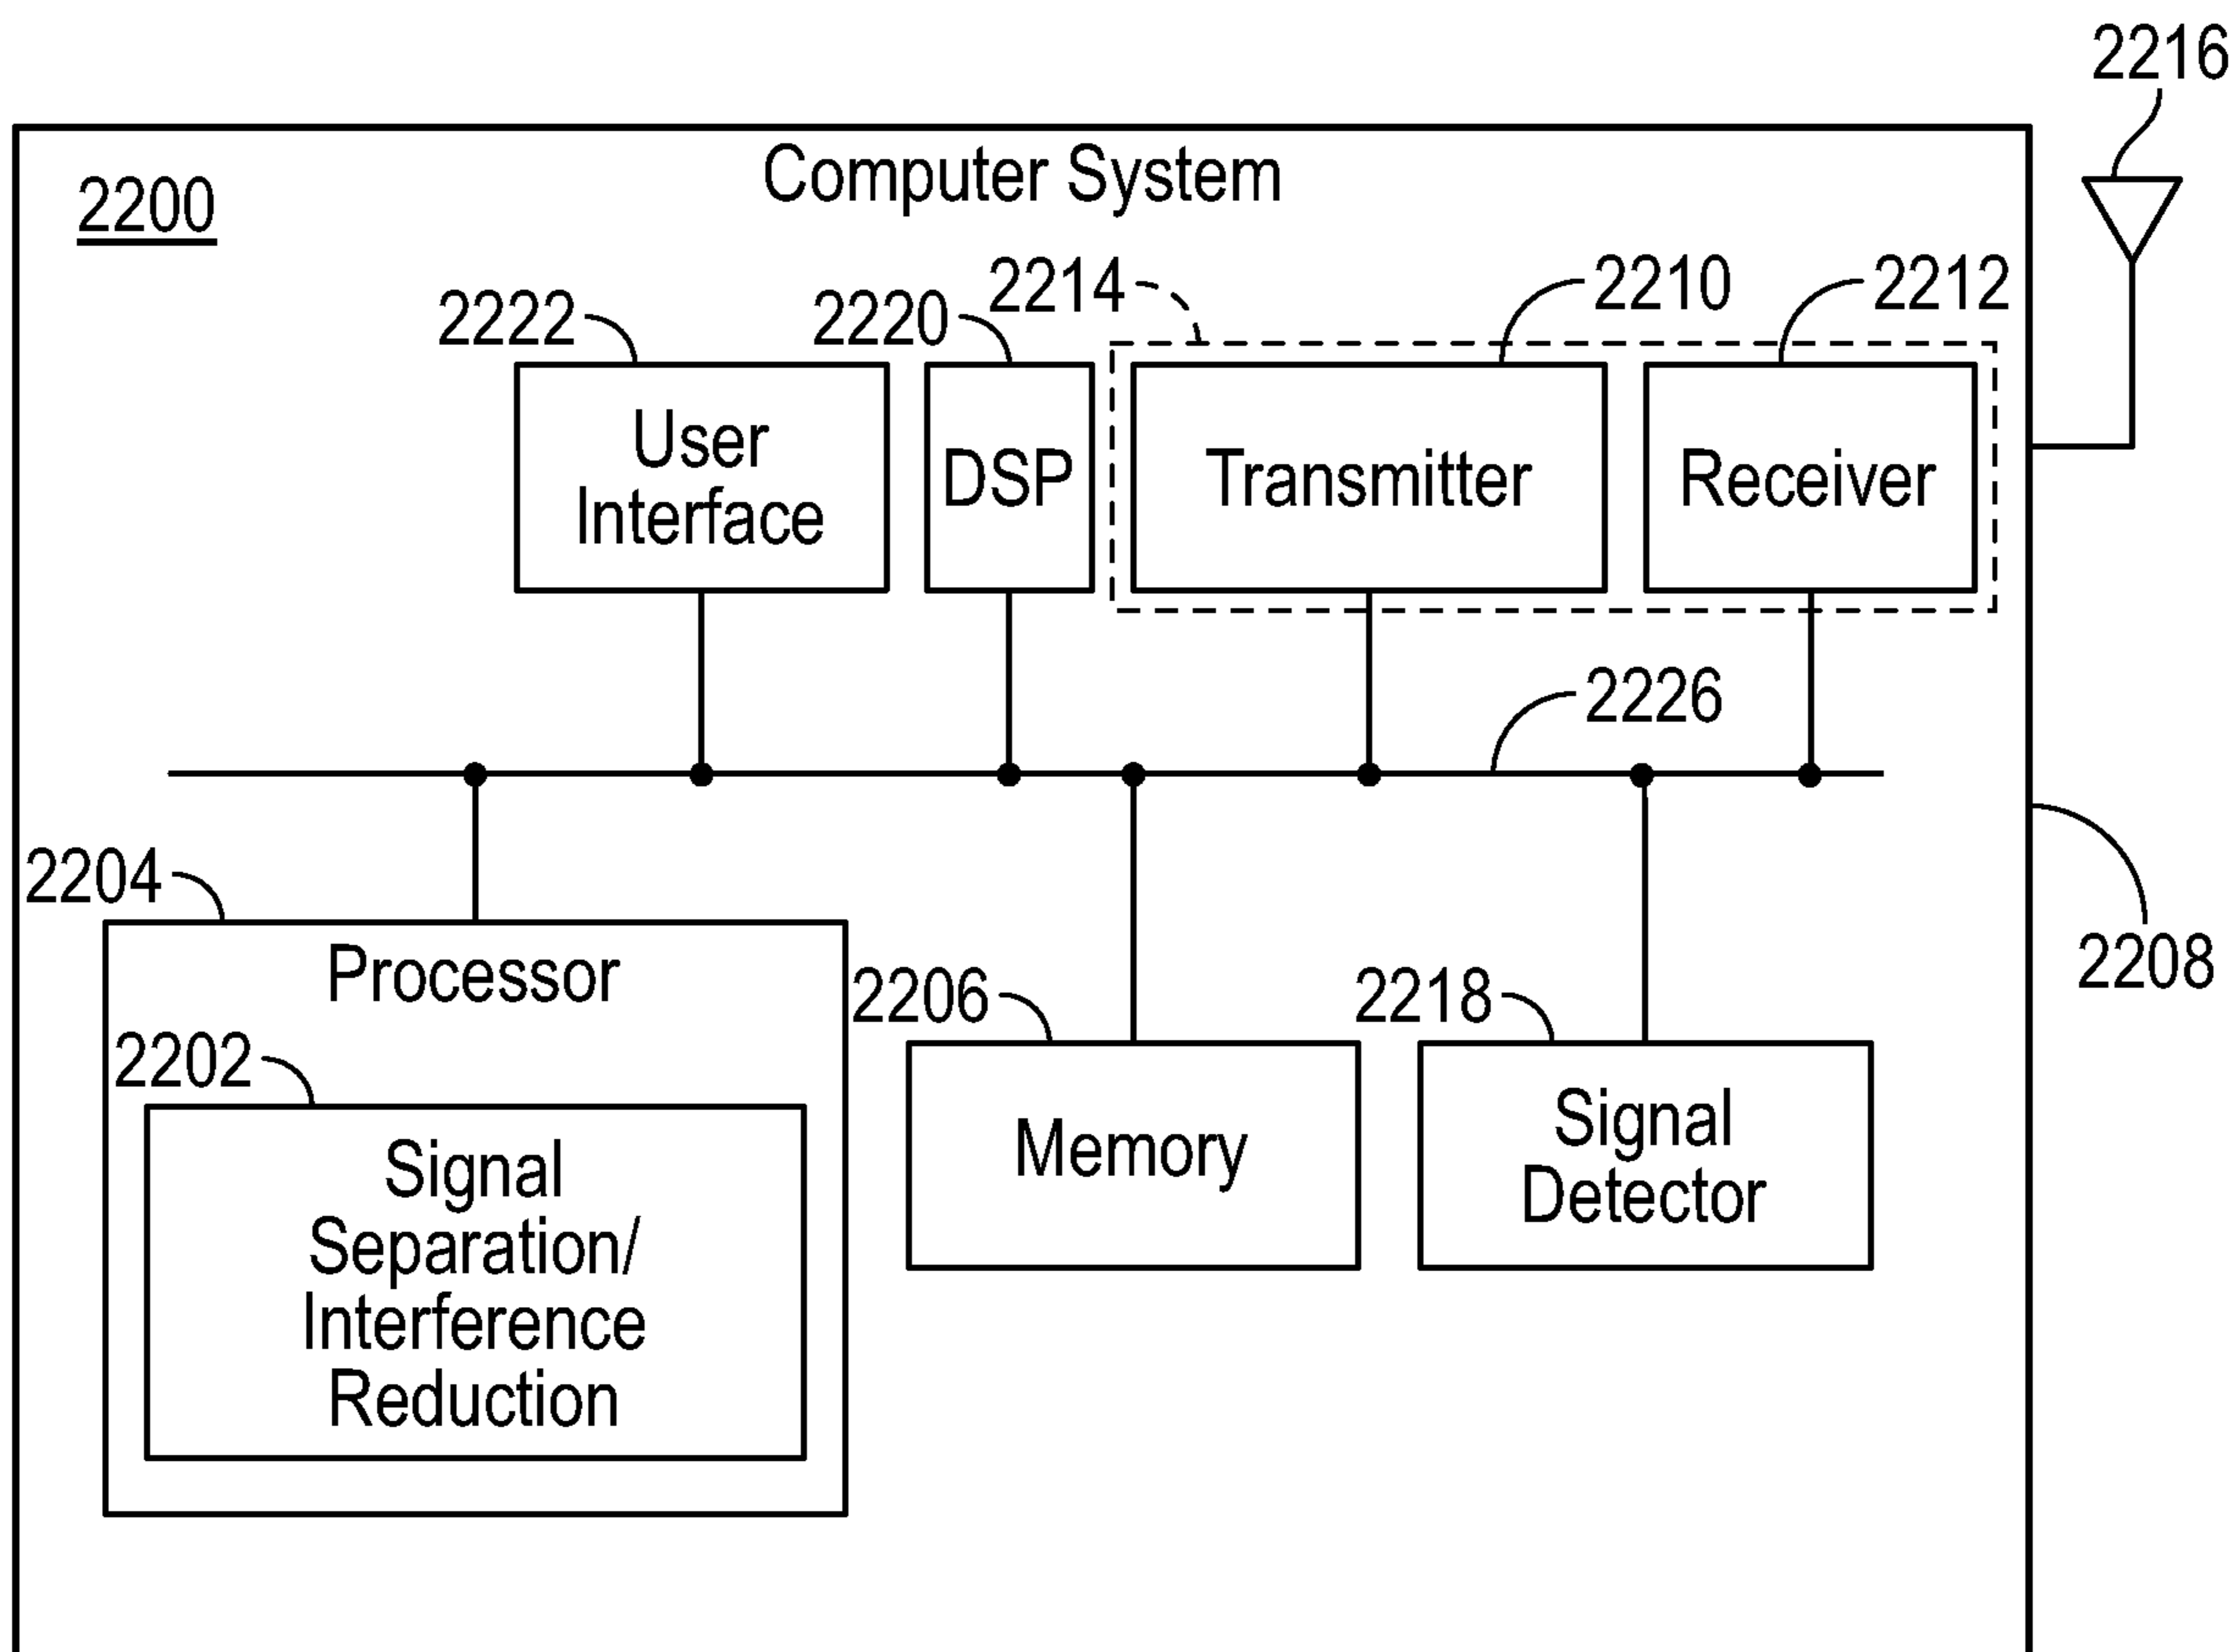 2216
Computer System
2200
2214
2210
2212
2222
2220
User
Interface
DSP
Transmitter
Receiver
2226
2204
2208
Processor
2206
2218
2202
Memory
Signal
Detector
Signal
Separation/
Interference
Reduction